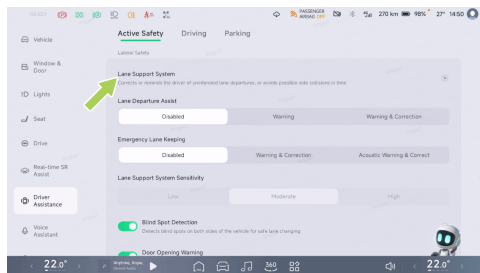 PASSENGER
AIRBAG OFF
270 km
98%
27°
14:50
Active Safety
Driving
Parking
Vehicle
Lateral Safety
Window &
Door
Lane Support System
Corrects or reminds the driver of unintended lane departures, or avoids possible side collisions in time
Lights
Lane Departure Assist
Disabled
Warning
Warning & Correction
Seat
Emergency Lane Keeping
Drive
Disabled
Warning & Correction
Acoustic Warning & Correct
Real-time SR
Assist
Lane Support System Sensitivity
Low
Moderate
High
Driver
Assistance
Blind Spot Detection
Detects blind spots on both sides of the vehicle for safe lane changing
Voice
Assistant
Door Opening Warning
22.0°
360
22.0°